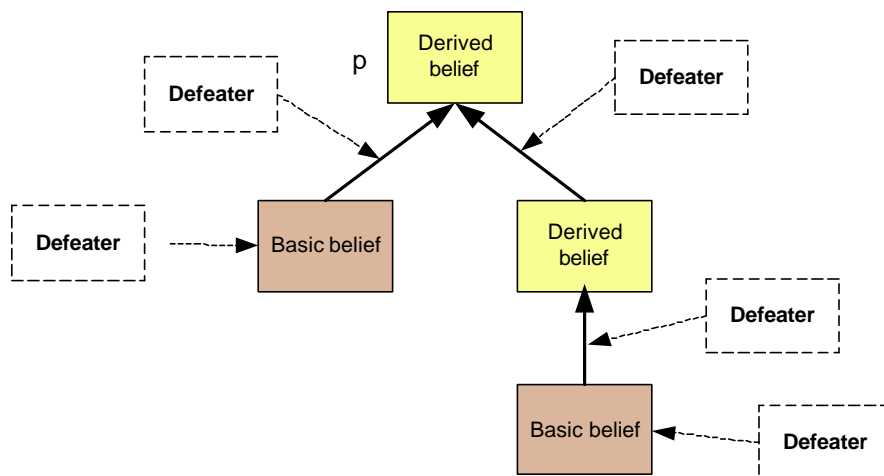 Derived
belief
p
Defeater
Defeater
Defeater
Basic belief
Derived
belief
Defeater
Basic belief
Defeater